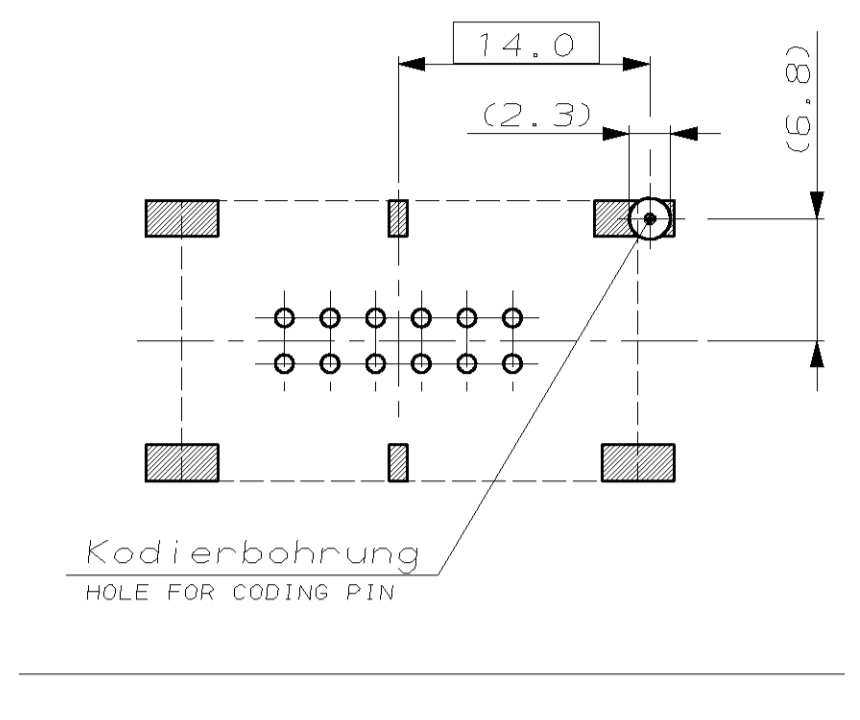 14.0
(2.3)
(6.8)
Kodierbohrung
HOLE FOR CODING PIN